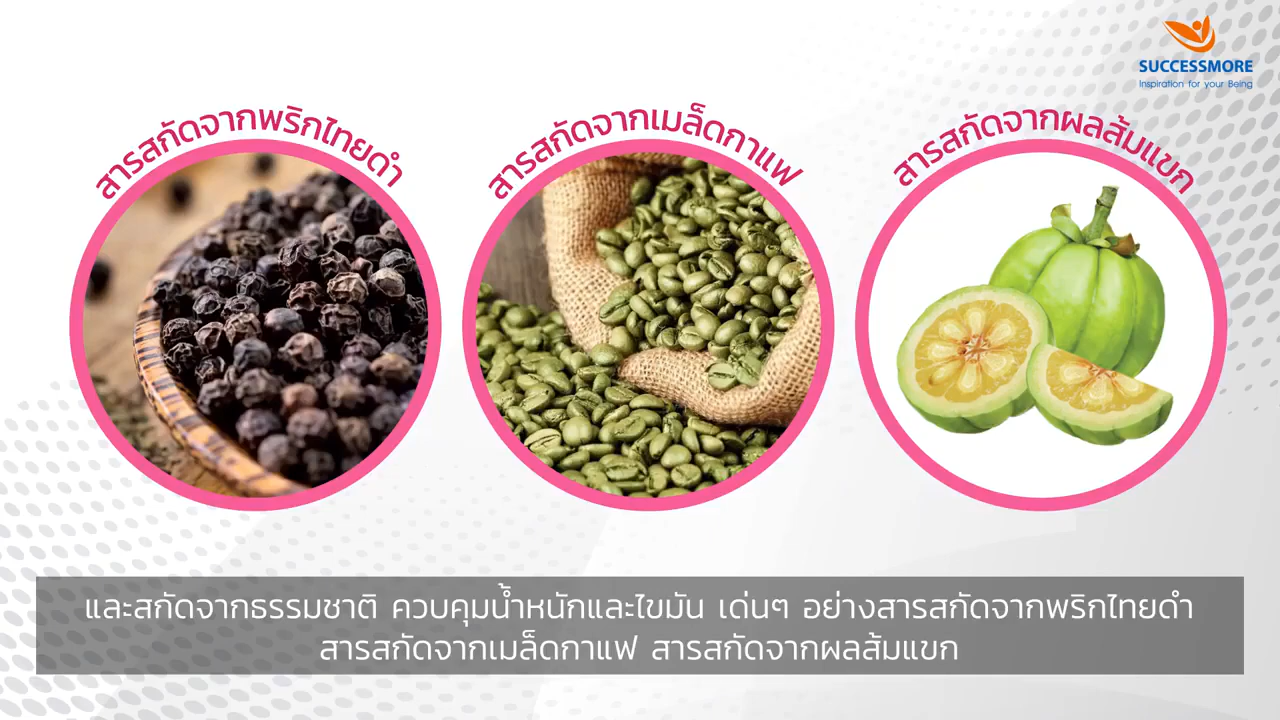 SUCCESSMORE
Inspiration for your Being
สารสกัดจากพริกไทยดำ
สารสกัดจากเมล็ดกาแฟ
สารสกัดจากผลส้มแขก
และสกัดจากธรรมชาติ ควบคุมน้ำหนักและไขมัน เด่นๆ อย่างสารสกัดจากพริกไทยดำ
สารสกัดจากเมล็ดกาแฟ สารสกัดจากผลส้มแขก